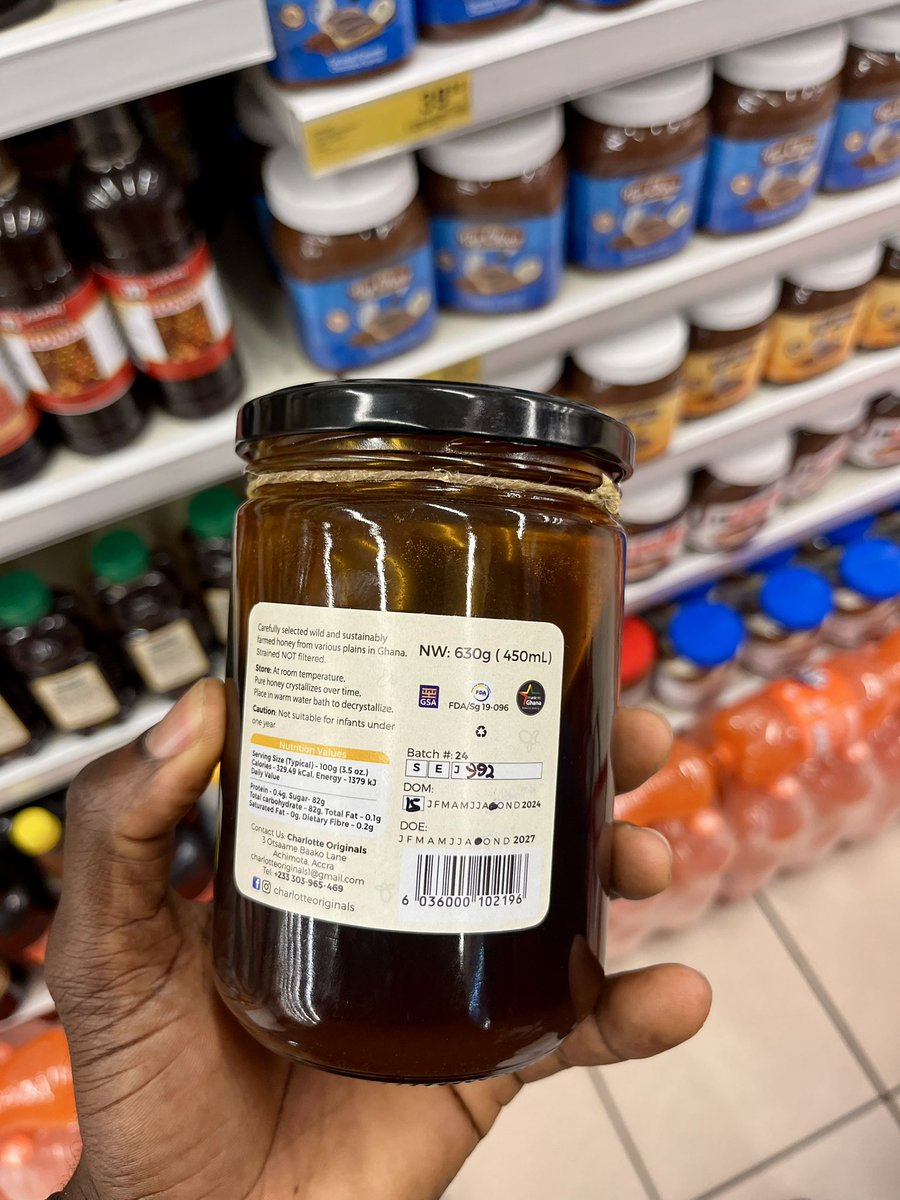 Carefully selected wild and sustainably
farmed honey from various plains in Ghana.
Strained NOT filtered.
Store: At room temperature.
Pure honey crystallizes over time.
Place in warm water bath to decrystallize.
Caution: Not suitable for infants under
one year
Nutrition Values
Serving Size (Typical) - 100g (3.5 oz.)
Calories - 329.49 kCal, Energy - 1379 kJ
Daily Value
Protein - 0.4g, Sugar- 82g
Total carbohydrate - 82g, Total Fat - 0.1g
Saturated Fat - 0g, Dietary Fibre - 0.2g
Contact Us: Charlotte Originals
3 Otsaame Baako Lane
Achimota, Accra
charlotteoriginals1@gmail.com
Tel: +233 303-965-469
charlotteoriginals
NW: 630g ( 450mL)
GSA
FDA
FDA/Sg 19-096
Ghana
Batch #: 24
S E J 992
DOM:
15 J F M A M J J A O N D 2024
DOE:
J F M A M J J A O N D 2027
6 036000 102196